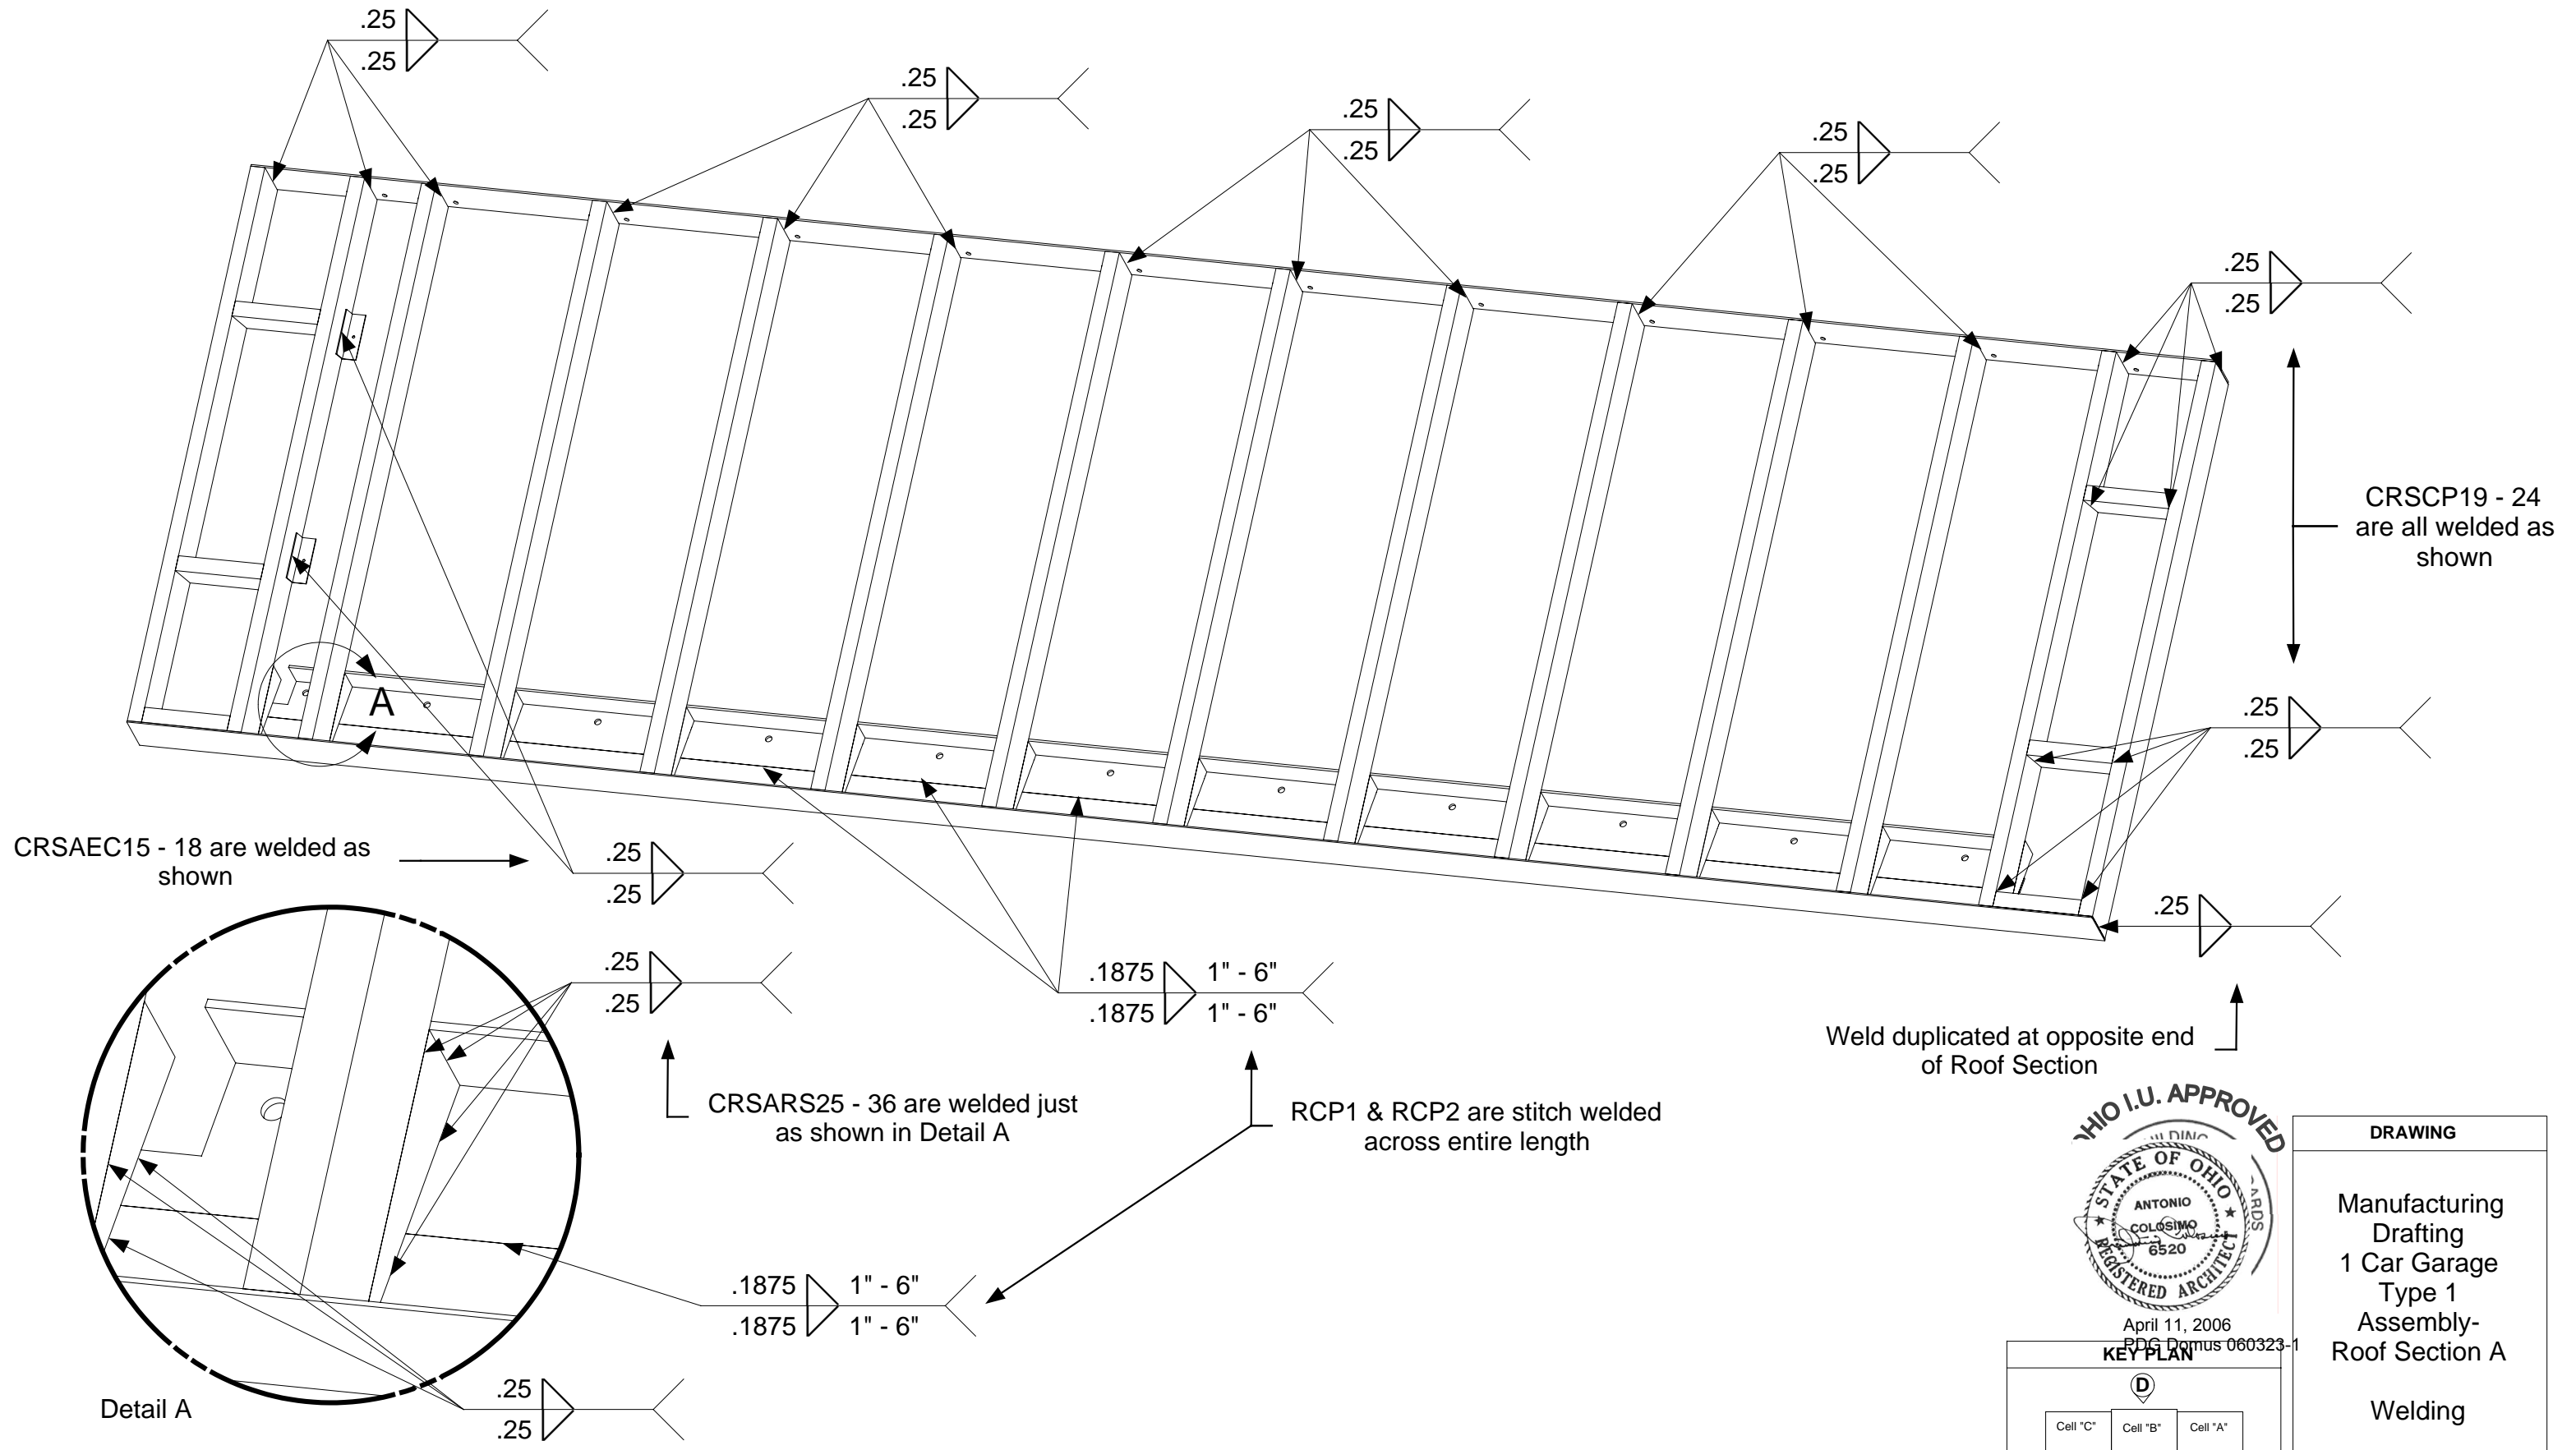 .25
.25
.25
.25
.25
.25
.25
.25
.25
.25
CRSCP19 - 24
are all welded as
shown
A
.25
.25
CRSAEC15 - 18 are welded as
shown
.25
.25
.25
.25
.25
.1875 1" - 6"
.1875 1" - 6"
Weld duplicated at opposite end
of Roof Section
CRSARS25 - 36 are welded just
as shown in Detail A
RCP1 & RCP2 are stitch welded
across entire length
.1875 1" - 6"
.1875 1" - 6"
Detail A
.25
.25
OHIO I.U. APPROVED
STATE OF OHIO
ANTONIO
COLOSIMO
6520
REGISTERED ARCHITECT
April 11, 2006
PDG Domus 060323-1
KEY PLAN
D
Cell "C" Cell "B" Cell "A"
DRAWING
Manufacturing
Drafting
1 Car Garage
Type 1
Assembly-
Roof Section A
Welding